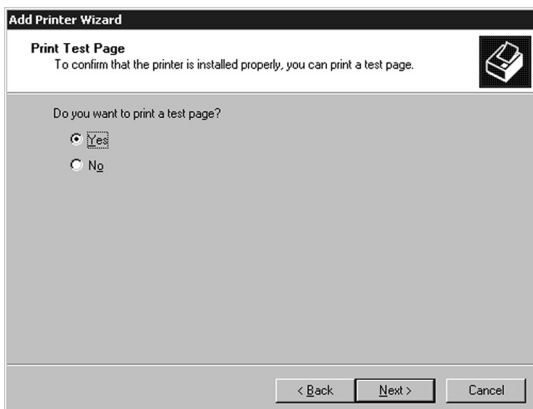 Add Printer Wizard
Print Test Page
To confirm that the printer is installed properly, you can print a test page.
Do you want to print a test page?
Yes
No
< Back Next > Cancel